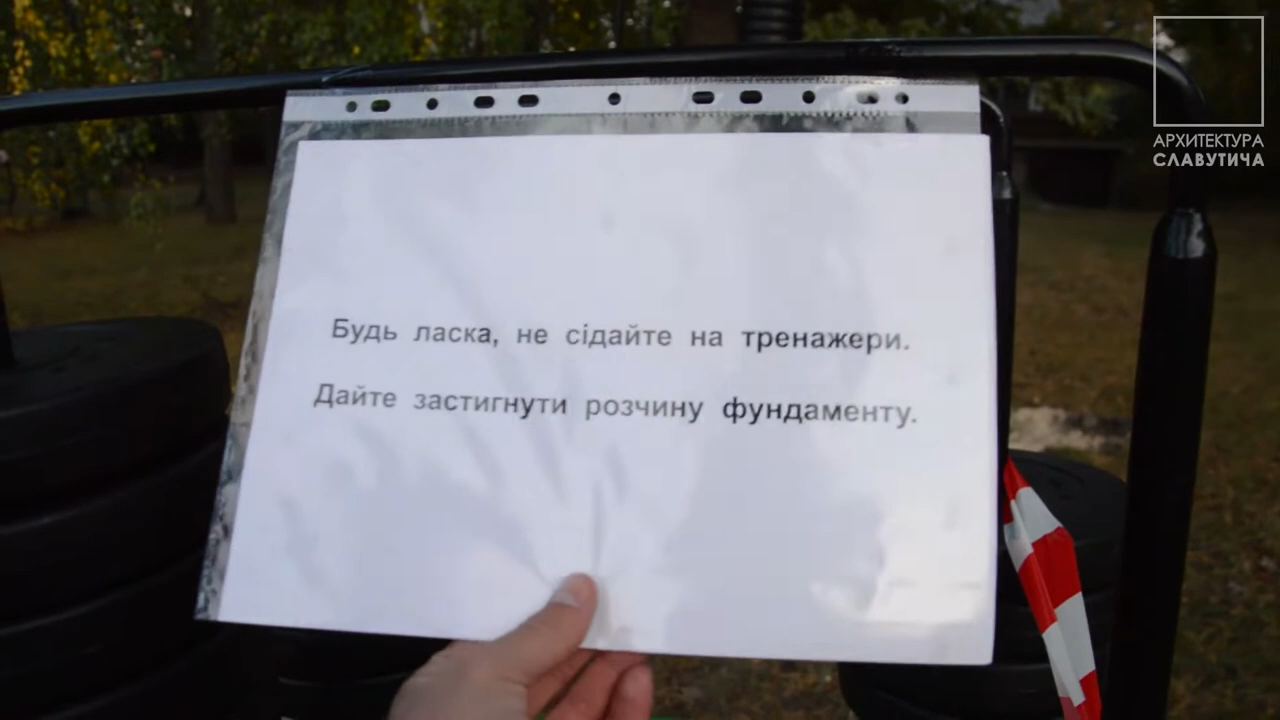 АРХИТЕКТУРА
СЛАВУТИЧА
Будь ласка, не сідайте на тренажери.
Дайте застигнути розчину фундаменту.